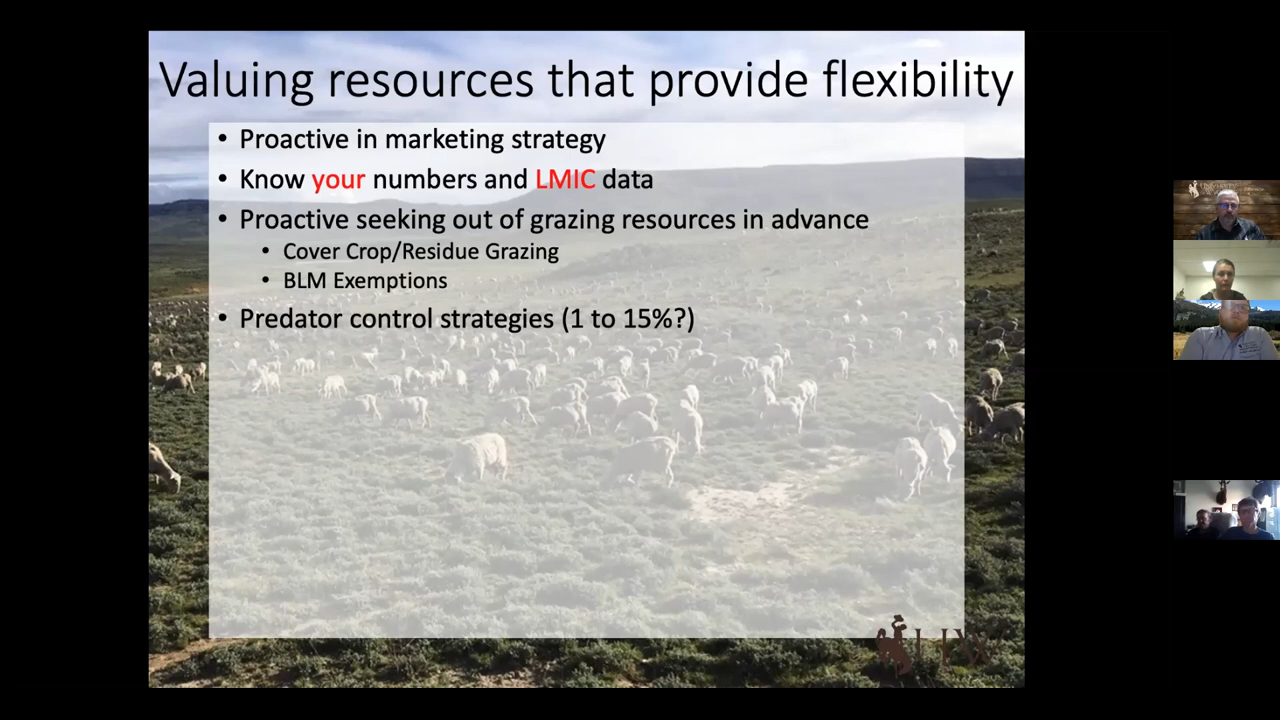 Valuing resources that provide flexibility
• Proactive in marketing strategy
• Know your numbers and LMIC data
• Proactive seeking out of grazing resources in advance
• Cover Crop/Residue Grazing
• BLM Exemptions
• Predator control strategies (1 to 15%?)
UW